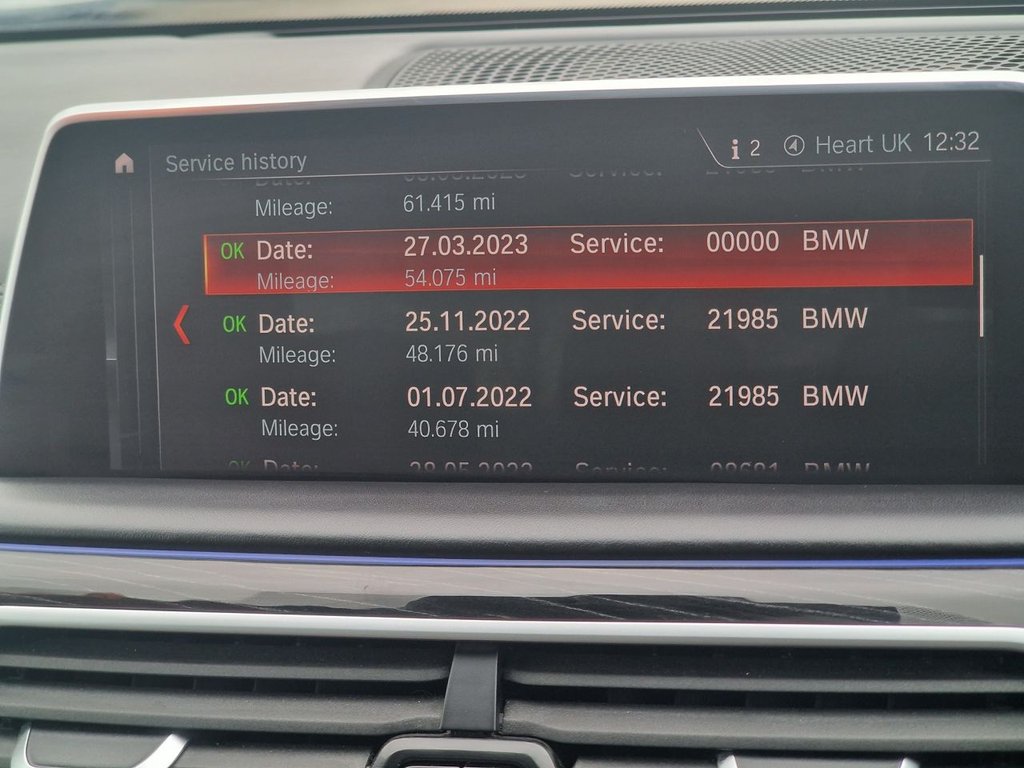 Service history
i 2 Heart UK 12:32
Mileage: 61.415 mi
OK Date: 27.03.2023 Service: 00000 BMW
Mileage: 54.075 mi
OK Date: 25.11.2022 Service: 21985 BMW
Mileage: 48.176 mi
OK Date: 01.07.2022 Service: 21985 BMW
Mileage: 40.678 mi